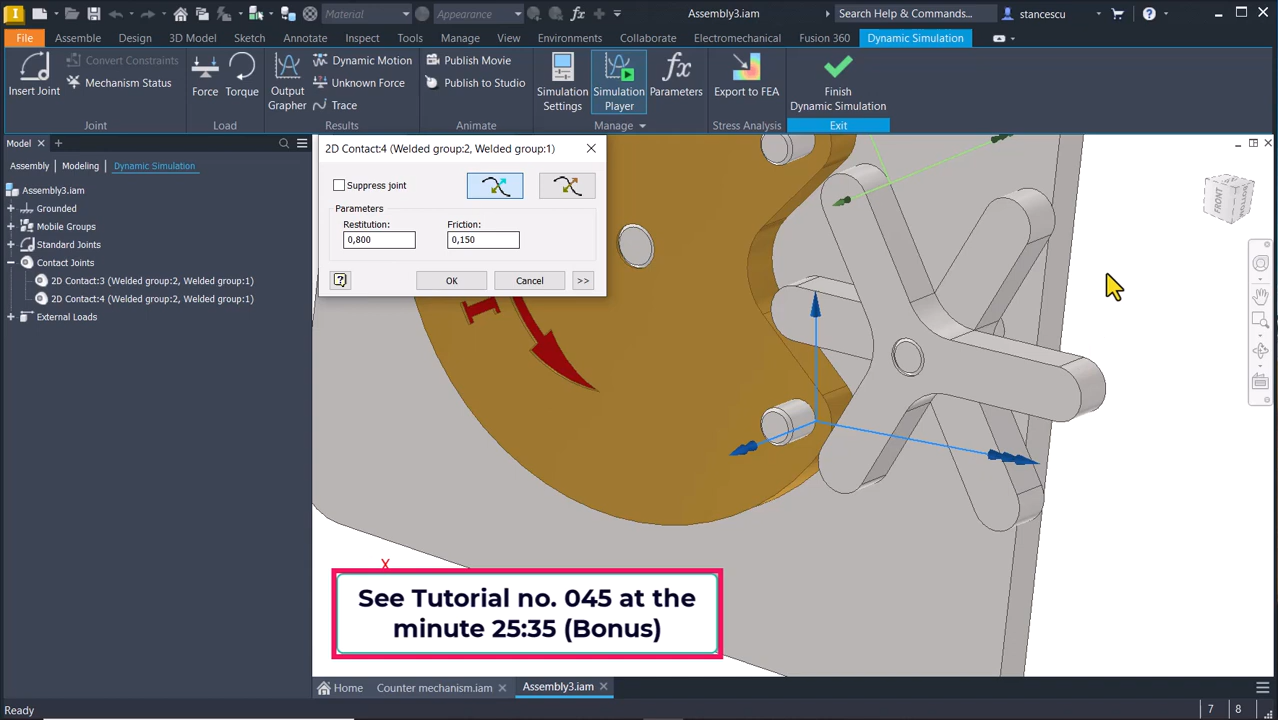 I
Material
Appearance
fx
Assembly3.iam
Search Help & Commands...
stancescu
?
File
Assemble
Design
3D Model
Sketch
Annotate
Inspect
Tools
Manage
View
Environments
Collaborate
Electromechanical
Fusion 360
Dynamic Simulation
Insert Joint
Convert Constraints
Mechanism Status
Joint
Force
Torque
Load
Output
Grapher
Dynamic Motion
Unknown Force
Trace
Results
Publish Movie
Publish to Studio
Animate
Simulation
Settings
Simulation
Player
fx
Parameters
Manage
Export to FEA
Stress Analysis
Finish
Dynamic Simulation
Exit
Model
Assembly
Modeling
Dynamic Simulation
Assembly3.iam
Grounded
Mobile Groups
Standard Joints
Contact Joints
2D Contact:3 (Welded group:2, Welded group:1)
2D Contact:4 (Welded group:2, Welded group:1)
External Loads
2D Contact:4 (Welded group:2, Welded group:1)
Suppress joint
Parameters
Restitution:
Friction:
0,800
0,150
?
OK
Cancel
>>
FRONT
X
See Tutorial no. 045 at the
minute 25:35 (Bonus)
Home
Counter mechanism.iam
Assembly3.iam
Ready
7
8